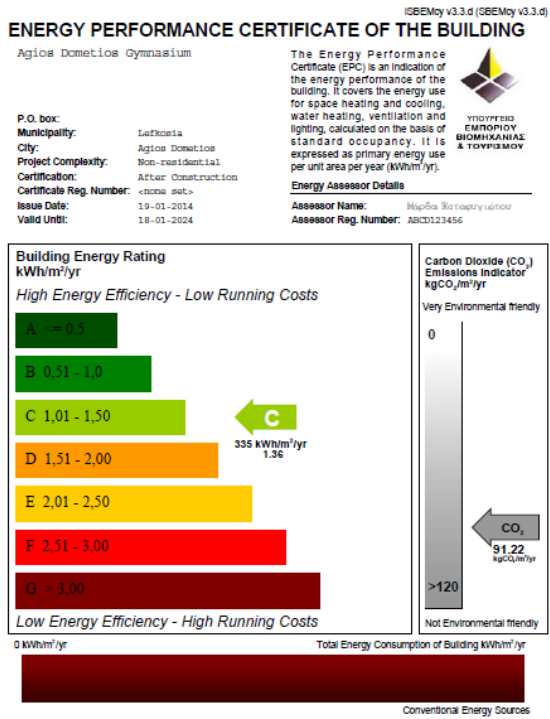 iSBEMcy v3.3.d (SBEMcy v3.3.d)
ENERGY PERFORMANCE CERTIFICATE OF THE BUILDING
Agios Dometios Gymnasium
The Energy Performance
Certificate (EPC) is an indication of
the energy performance of the
building. It covers the energy use
for space heating and cooling,
water heating, ventilation and
lighting, calculated on the basis of
standard occupancy. It is
expressed as primary energy use
per unit area per year (kWh/m²/yr).
ΥΠΟΥΡΓΕΙΟ
ΕΜΠΟΡΙΟΥ
ΒΙΟΜΗΧΑΝΙΑΣ
& ΤΟΥΡΙΣΜΟΥ
P.O. box:
Municipality: Lefkosia
City: Agios Dometios
Project Complexity: Non-residential
Certification: After Construction
Certificate Reg. Number: <none set>
Issue Date: 19-01-2014
Valid Until: 18-01-2024
Energy Assessor Details
Assessor Name:
Assessor Reg. Number: ABCD123456
Building Energy Rating
kWh/m²/yr
High Energy Efficiency - Low Running Costs
A <= 0.5
B 0,51 - 1,0
C 1,01 - 1,50
D 1,51 - 2,00
E 2,01 - 2,50
F 2,51 - 3,00
G > 3,00
C
335 kWh/m²/yr
1.36
Low Energy Efficiency - High Running Costs
Carbon Dioxide (CO₂)
Emissions Indicator
kgCO₂/m²/yr
Very Environmental friendly
0
CO₂
91.22
kgCO₂/m²/yr
>120
Not Environmental friendly
0 kWh/m²/yr
Total Energy Consumption of Building kWh/m²/yr
Conventional Energy Sources